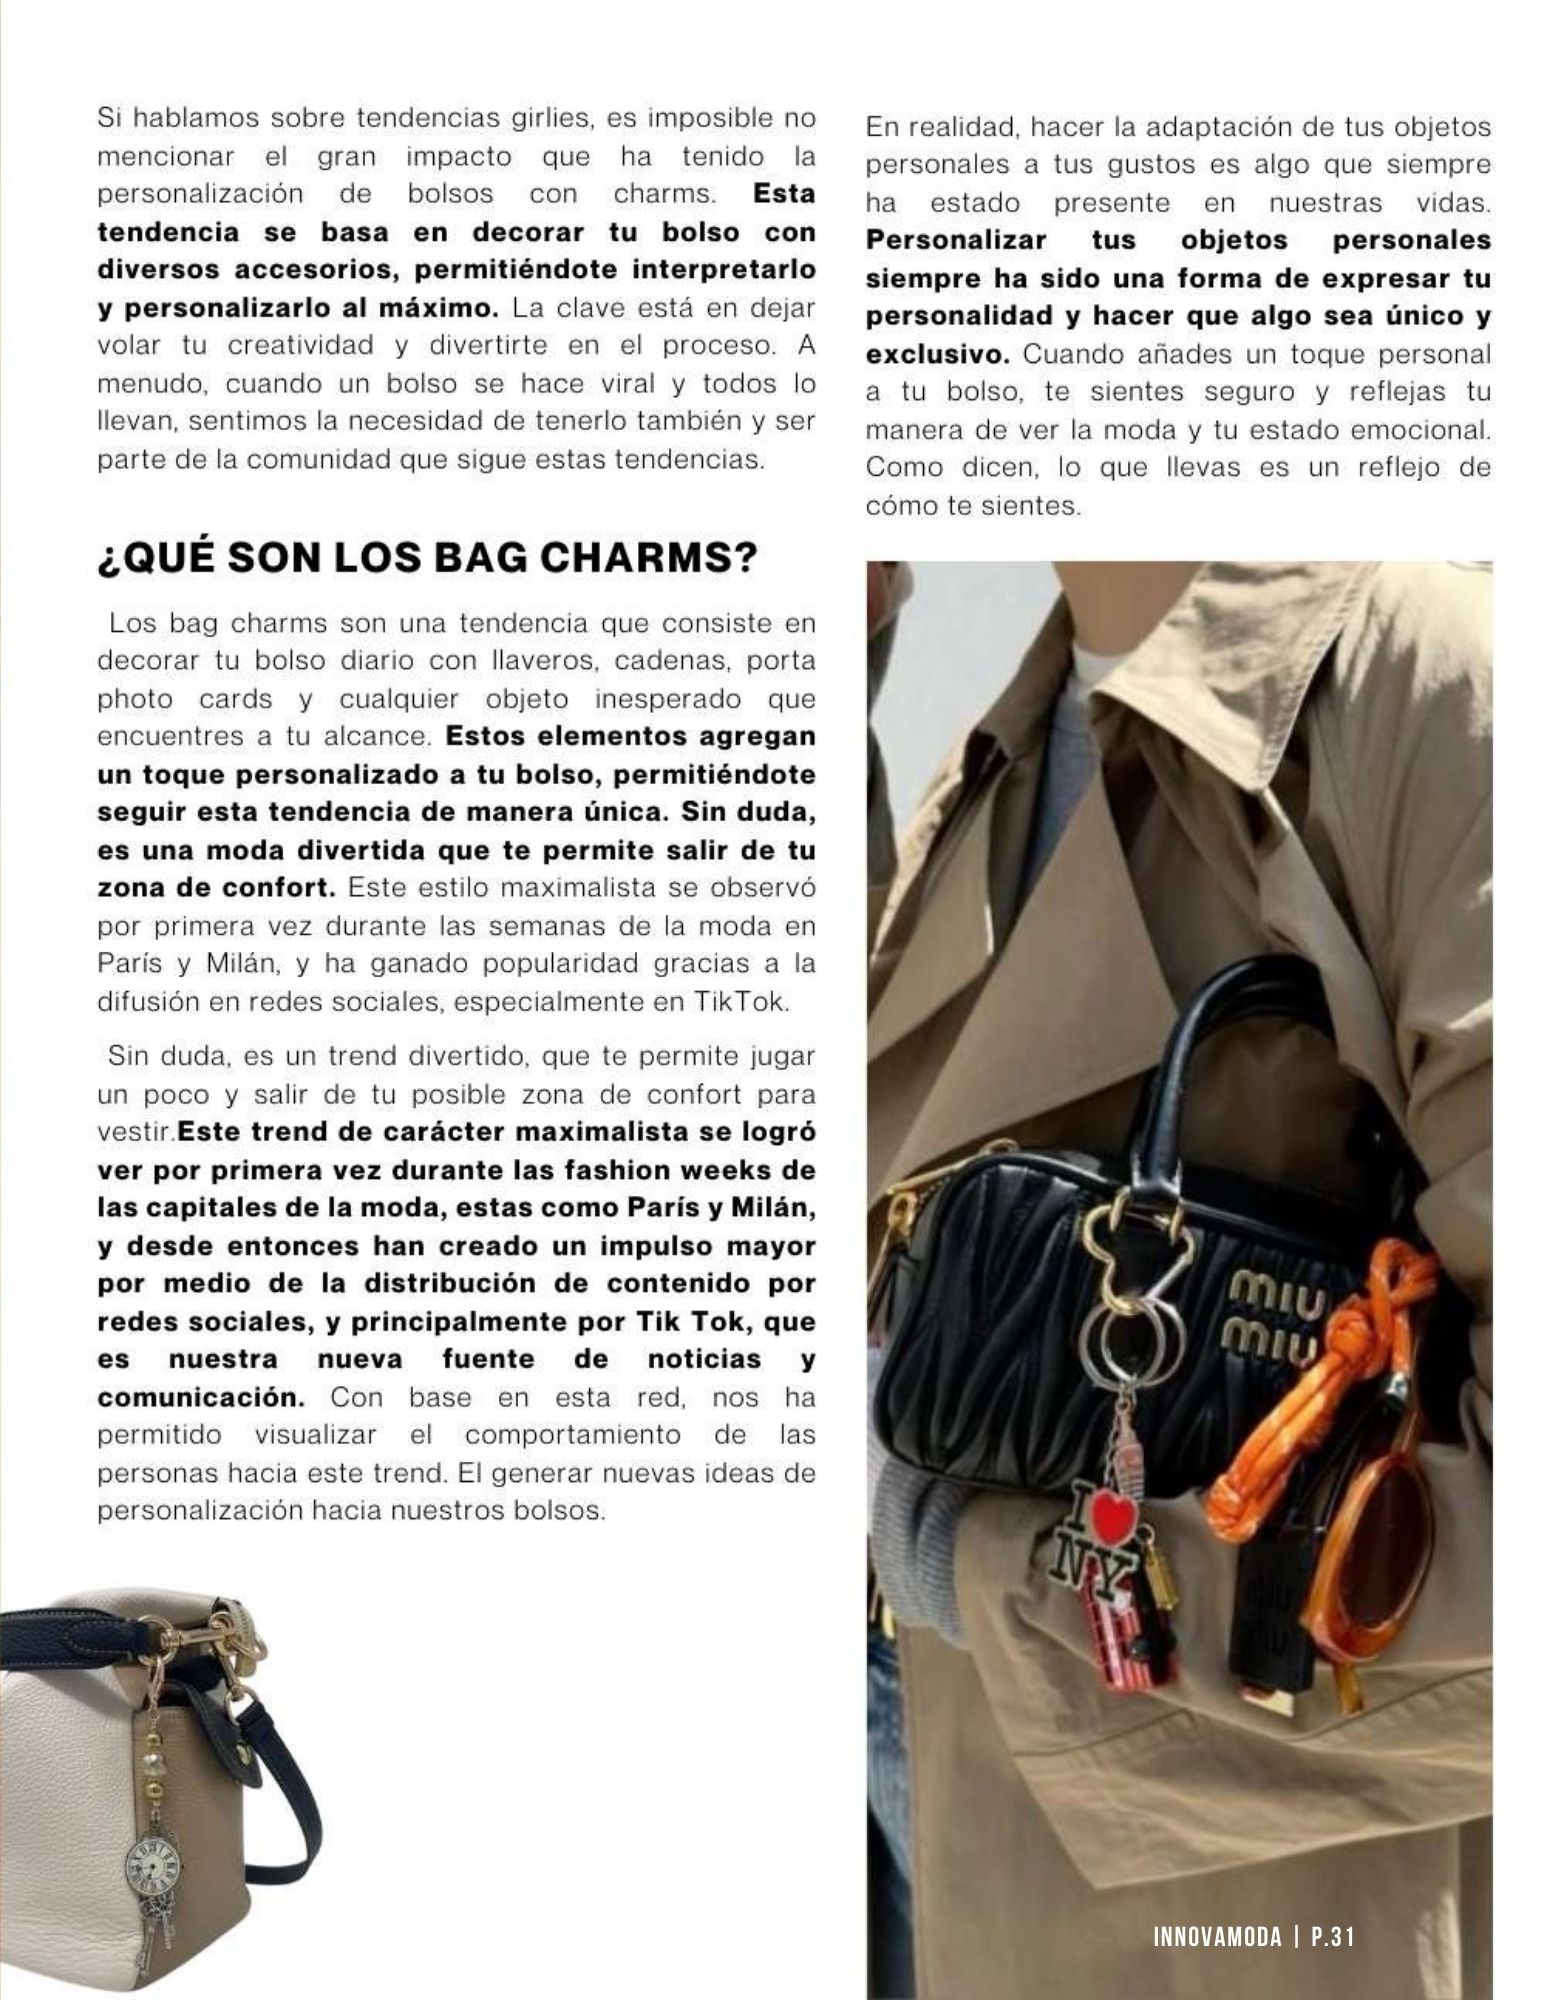 Si hablamos sobre tendencias girlies, es imposible no
mencionar el gran impacto que ha tenido la
personalización de bolsos con charms. Esta
tendencia se basa en decorar tu bolso con
diversos accesorios, permitiéndote interpretarlo
y personalizarlo al máximo. La clave está en dejar
volar tu creatividad y divertirte en el proceso. A
menudo, cuando un bolso se hace viral y todos lo
llevan, sentimos la necesidad de tenerlo también y ser
parte de la comunidad que sigue estas tendencias.
¿QUÉ SON LOS BAG CHARMS?
Los bag charms son una tendencia que consiste en
decorar tu bolso diario con llaveros, cadenas, porta
photo cards y cualquier objeto inesperado que
encuentres a tu alcance. Estos elementos agregan
un toque personalizado a tu bolso, permitiéndote
seguir esta tendencia de manera única. Sin duda,
es una moda divertida que te permite salir de tu
zona de confort. Este estilo maximalista se observó
por primera vez durante las semanas de la moda en
París y Milán, y ha ganado popularidad gracias a la
difusión en redes sociales, especialmente en TikTok.
Sin duda, es un trend divertido, que te permite jugar
un poco y salir de tu posible zona de confort para
vestir.Este trend de carácter maximalista se logró
ver por primera vez durante las fashion weeks de
las capitales de la moda, estas como París y Milán,
y desde entonces han creado un impulso mayor
por medio de la distribución de contenido por
redes sociales, y principalmente por Tik Tok, que
es nuestra nueva fuente de noticias y
comunicación. Con base en esta red, nos ha
permitido visualizar el comportamiento de las
personas hacia este trend. El generar nuevas ideas de
personalización hacia nuestros bolsos.
En realidad, hacer la adaptación de tus objetos
personales a tus gustos es algo que siempre
ha estado presente en nuestras vidas.
Personalizar tus objetos personales
siempre ha sido una forma de expresar tu
personalidad y hacer que algo sea único y
exclusivo. Cuando añades un toque personal
a tu bolso, te sientes seguro y reflejas tu
manera de ver la moda y tu estado emocional.
Como dicen, lo que llevas es un reflejo de
cómo te sientes.
miu
miu
I
NY
MIU
MIU
INNOVAMODA | P.31